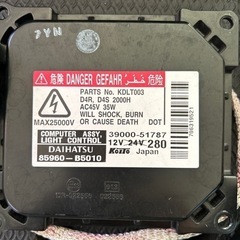 危険 DANGER GEFAHR خطر 危险
PARTS No. KDLT003
D4R, D4S 2000H
AC45V 35W
MAX25000V
WILL SHOCK, BURN
OR CAUSE DEATH DOT
COMPUTER ASSY,
LIGHT CONTROL
DAIHATSU
85960-B5010
39000-51787
12V 24V 280
KOITO Japan